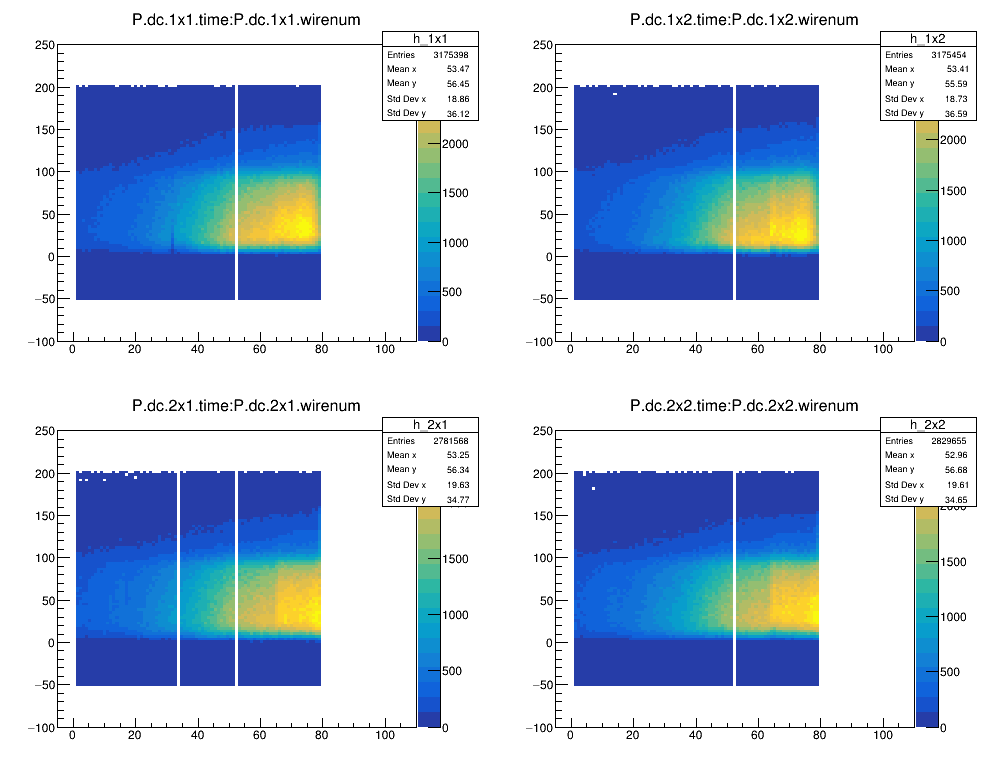 P.dc.1x1.time:P.dc.1x1.wirenum
h_1x1
Entries 3175398
Mean x 53.47
Mean y 56.45
Std Dev x 18.86
Std Dev y 36.12
250
200
150
100
50
0
−50
−100
0 20 40 60 80 100
2000
1500
1000
500
0
P.dc.1x2.time:P.dc.1x2.wirenum
h_1x2
Entries 3175454
Mean x 53.41
Mean y 55.59
Std Dev x 18.73
Std Dev y 36.59
250
200
150
100
50
0
−50
−100
0 20 40 60 80 100
2000
1500
1000
500
0
P.dc.2x1.time:P.dc.2x1.wirenum
h_2x1
Entries 2781568
Mean x 53.25
Mean y 56.34
Std Dev x 19.63
Std Dev y 34.77
250
200
150
100
50
0
−50
−100
0 20 40 60 80 100
1500
1000
500
0
P.dc.2x2.time:P.dc.2x2.wirenum
h_2x2
Entries 2829655
Mean x 52.96
Mean y 56.68
Std Dev x 19.61
Std Dev y 34.65
250
200
150
100
50
0
−50
−100
0 20 40 60 80 100
2000
1500
1000
500
0